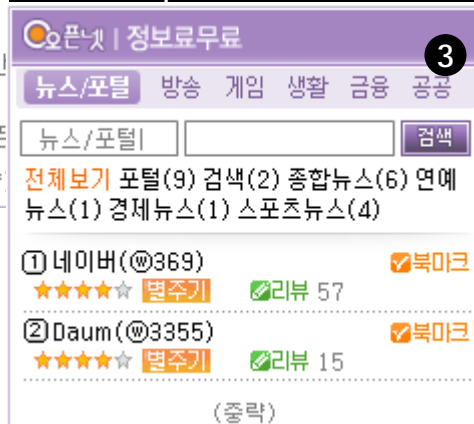 오픈넷 | 정보료무료
3
뉴스/포털 방송 게임 생활 금융 공공
뉴스/포털| 검색
전체보기 포털(9) 검색(2) 종합뉴스(6) 연예
뉴스(1) 경제뉴스(1) 스포츠뉴스(4)
① 네이버(ⓦ369) 북마크
★★★★☆ 별주기 리뷰 57
② Daum(ⓦ3355) 북마크
★★★★☆ 별주기 리뷰 15
(중략)